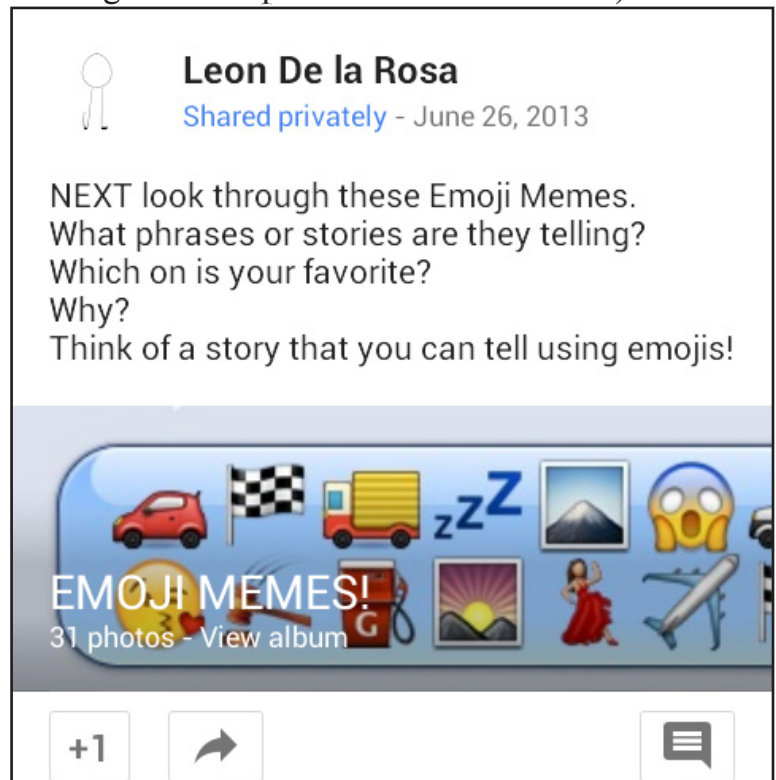 Leon De la Rosa
Shared privately - June 26, 2013
NEXT look through these Emoji Memes.
What phrases or stories are they telling?
Which on is your favorite?
Why?
Think of a story that you can tell using emojis!
zzZ
EMOJI MEMES!
G
31 photos - View album
+1